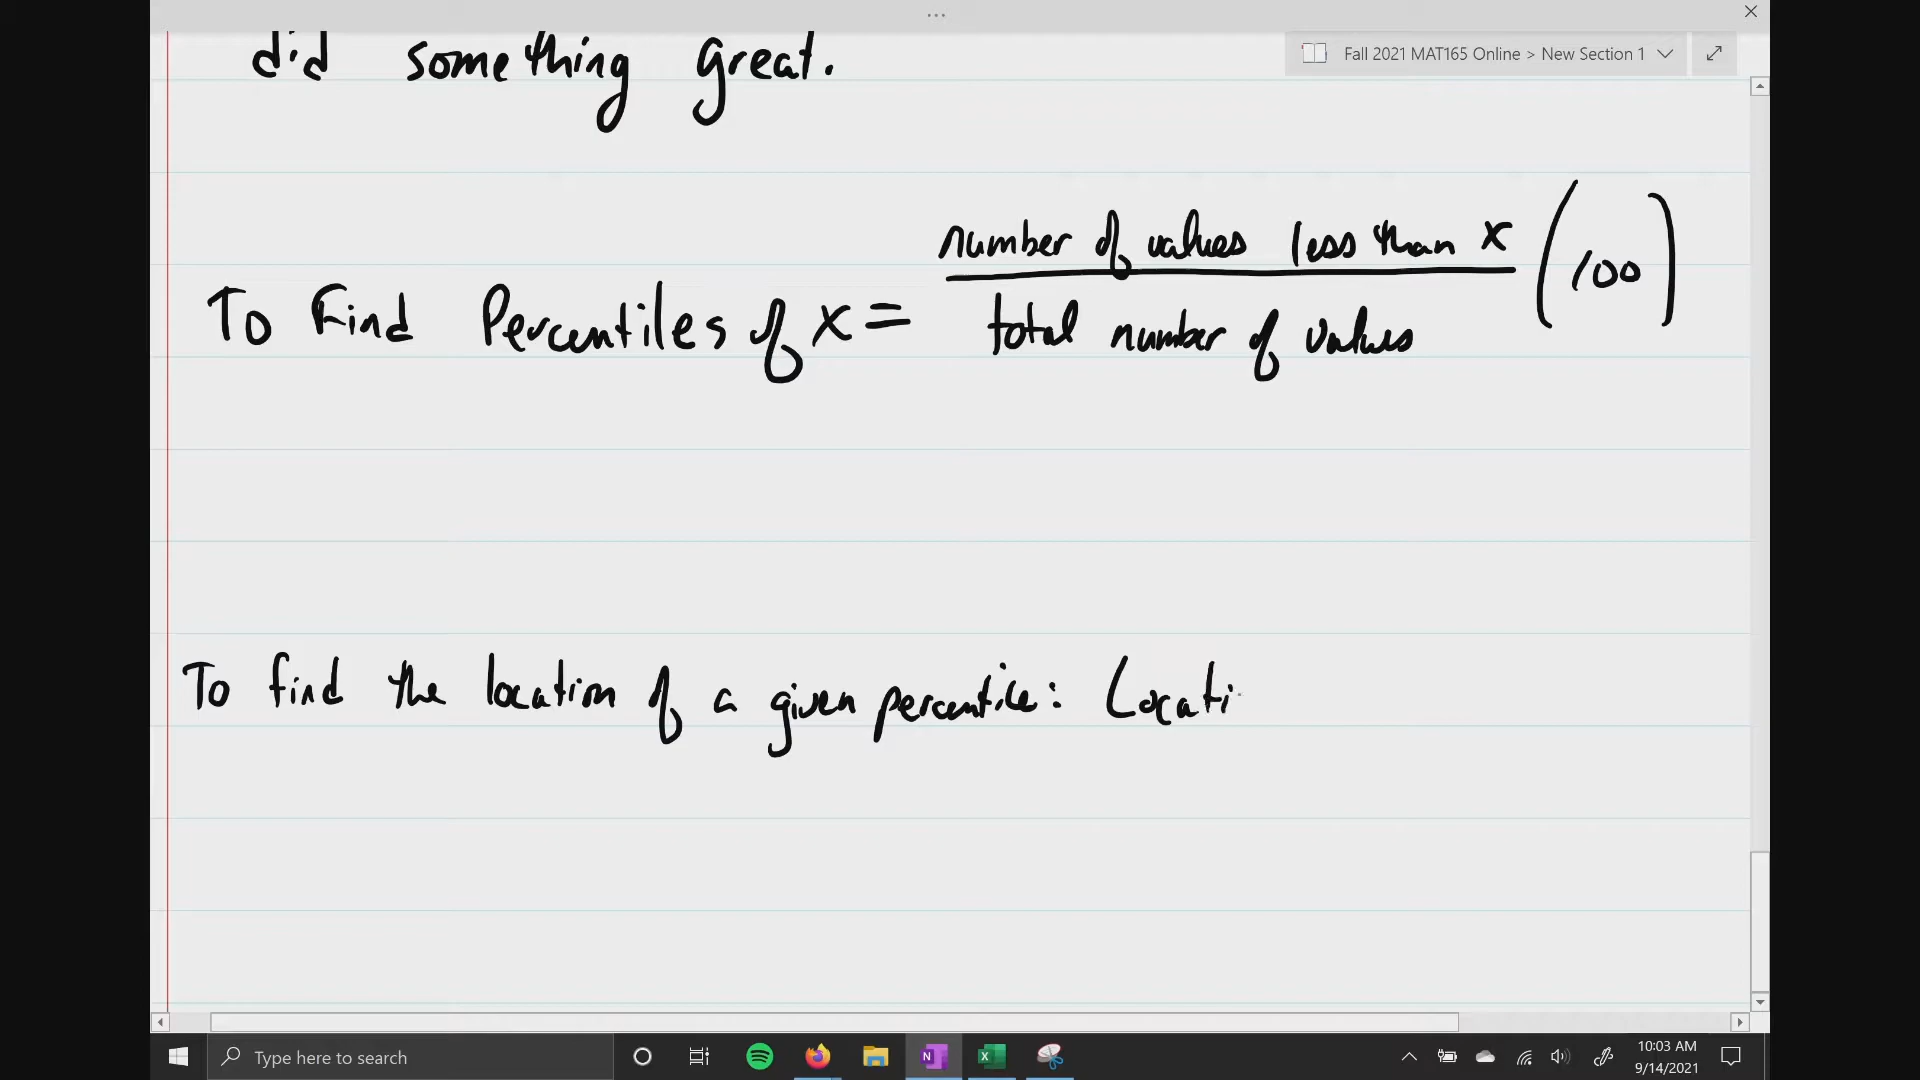 ...
Fall 2021 MAT165 Online > New Section 1
did something great.
number of values less than x (100)
To Find Percentiles of x =
total number of values
To find the location of a given percentile: Locati
Type here to search
10:03 AM
9/14/2021